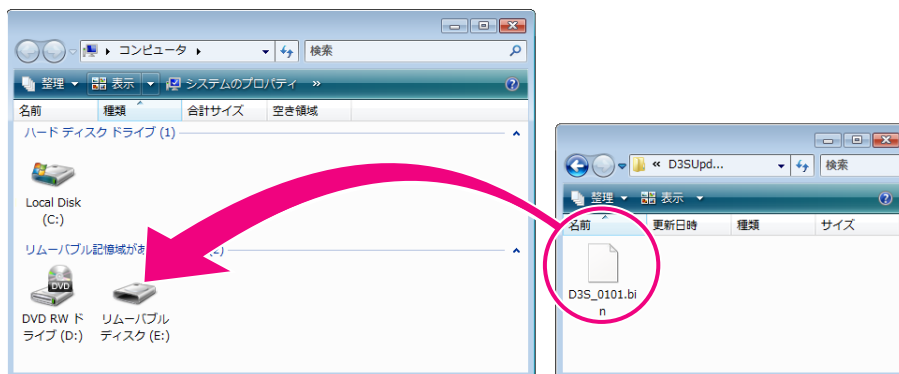 コンピュータ
検索
整理 表示 システムのプロパティ »
名前 種類 合計サイズ 空き領域
ハード ディスク ドライブ (1)
Local Disk
(C:)
リムーバブル記憶域があ (2)
DVD
DVD RW ド
ライブ (D:)
リムーバブル
ディスク (E:)
« D3SUpd...
検索
整理 表示
名前 更新日時 種類 サイズ
D3S_0101.bi
n